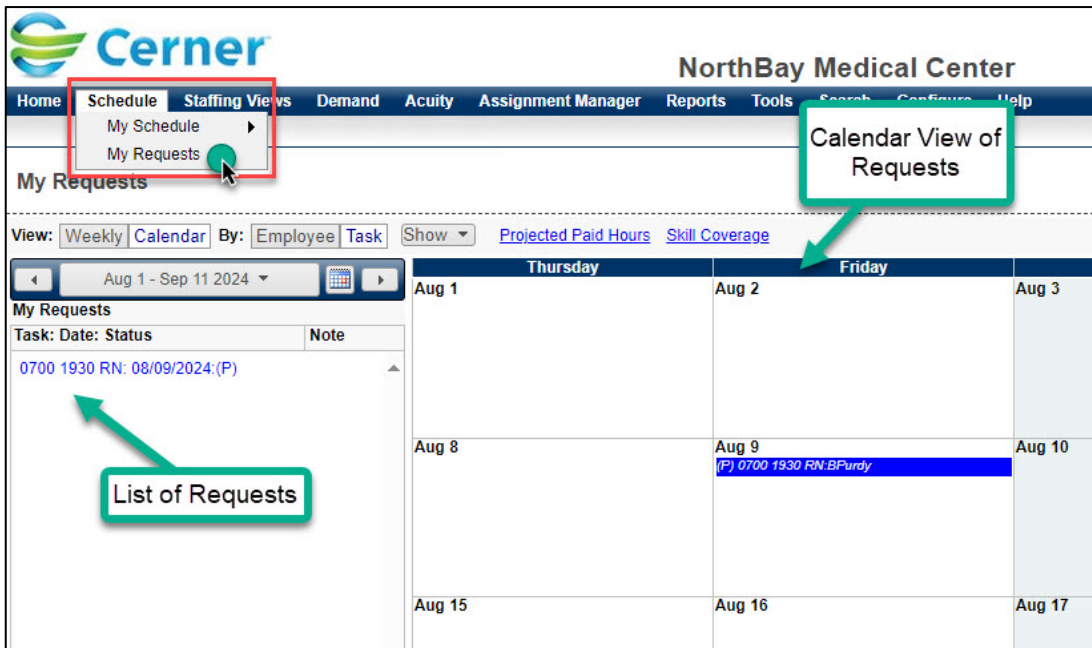 Cerner
NorthBay Medical Center
Home Schedule Staffing Views Demand Acuity Assignment Manager Reports Tools Search Configure Help
My Schedule
My Requests
Calendar View of
Requests
My Requests
View: Weekly Calendar By: Employee Task Show Projected Paid Hours Skill Coverage
Aug 1 - Sep 11 2024
Thursday Friday
Aug 1 Aug 2 Aug 3
My Requests
Task: Date: Status Note
0700 1930 RN: 08/09/2024:(P)
Aug 8 Aug 9 Aug 10
(P) 0700 1930 RN:BPurdy
List of Requests
Aug 15 Aug 16 Aug 17